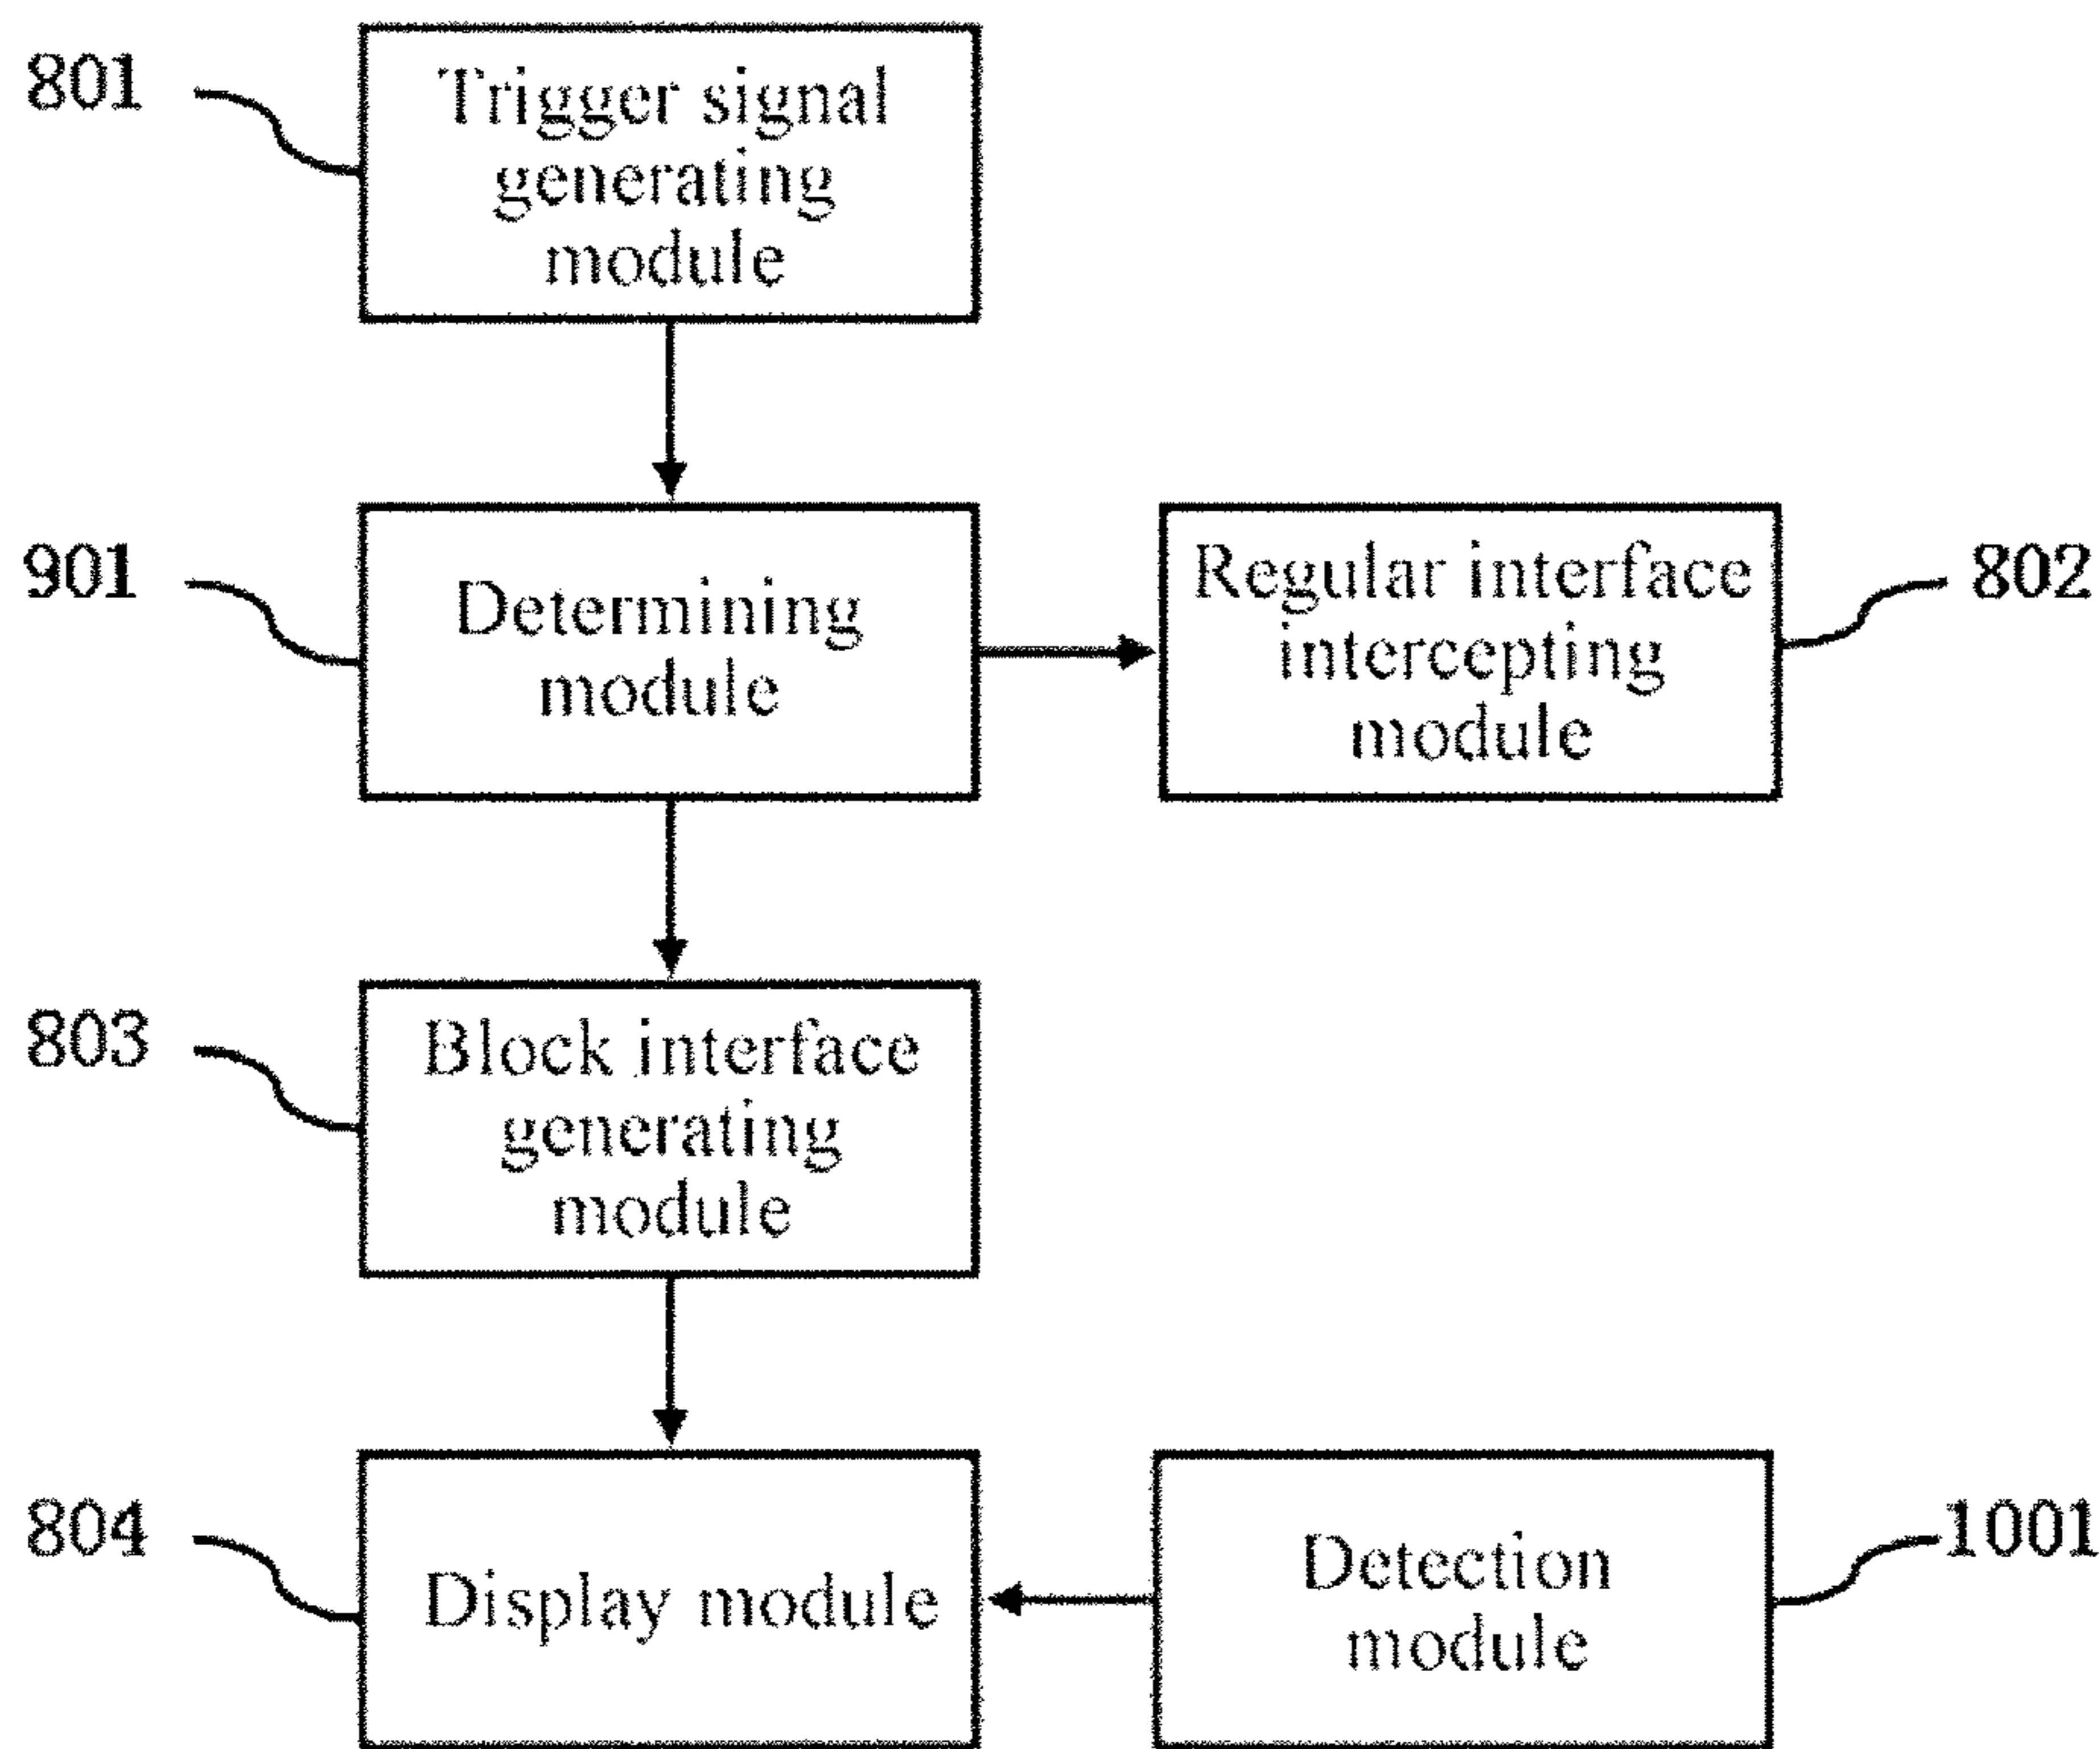 801
Trigger signal
generating
module
901
Determining
module
Regular interface
intercepting
module
802
803
Block interface
generating
module
804
Display module
Detection
module
1001